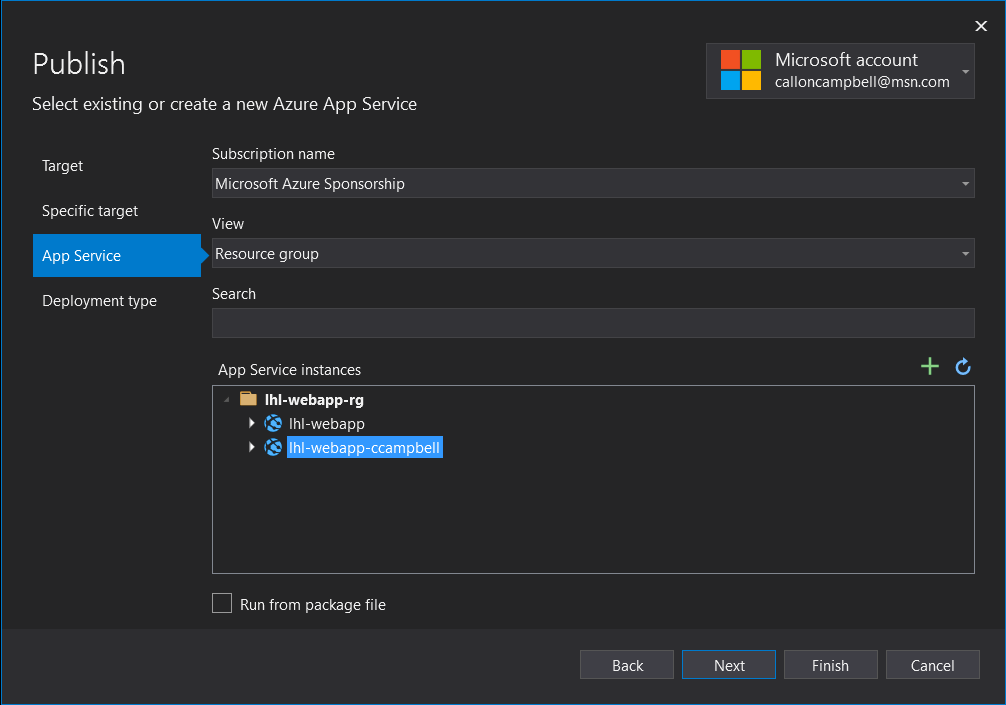 Publish
Microsoft account
calloncampbell@msn.com
Select existing or create a new Azure App Service
Target
Specific target
App Service
Deployment type
Subscription name
Microsoft Azure Sponsorship
View
Resource group
Search
App Service instances
lhl-webapp-rg
lhl-webapp
lhl-webapp-ccampbell
Run from package file
Back
Next
Finish
Cancel